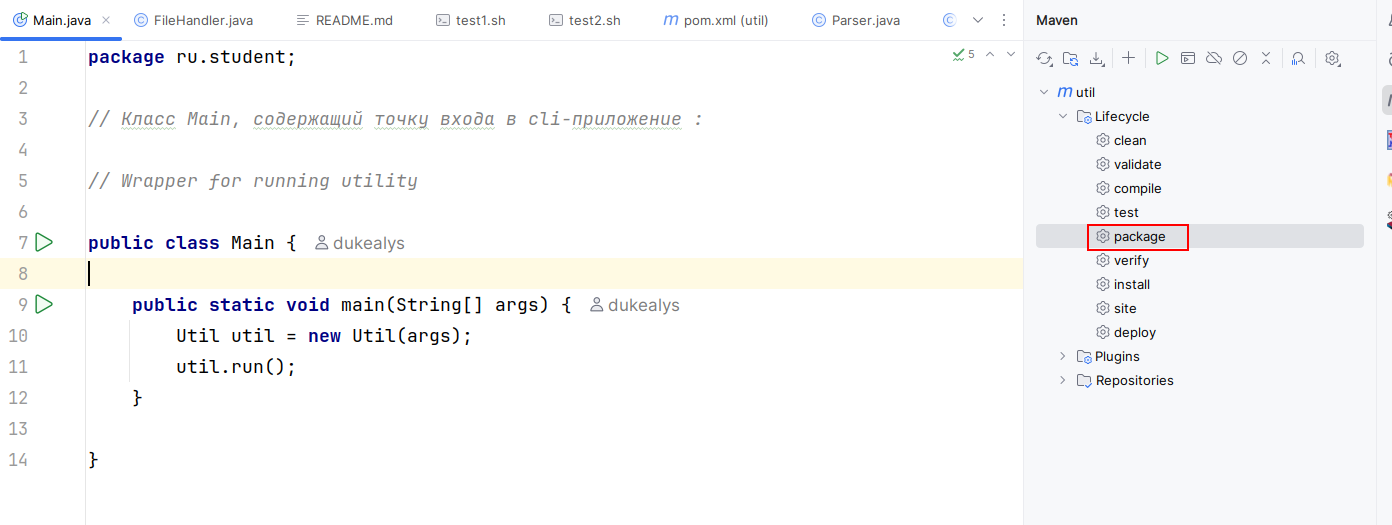 Main.java FileHandler.java README.md test1.sh test2.sh pom.xml (util) Parser.java
Maven
5
1 package ru.student;
2
3 // Класс Main, содержащий точку входа в cli-приложение :
4
5 // Wrapper for running utility
6
7 public class Main { dukealys
8
9 public static void main(String[] args) { dukealys
10 Util util = new Util(args);
11 util.run();
12 }
13
14 }
util
Lifecycle
clean
validate
compile
test
package
verify
install
site
deploy
Plugins
Repositories